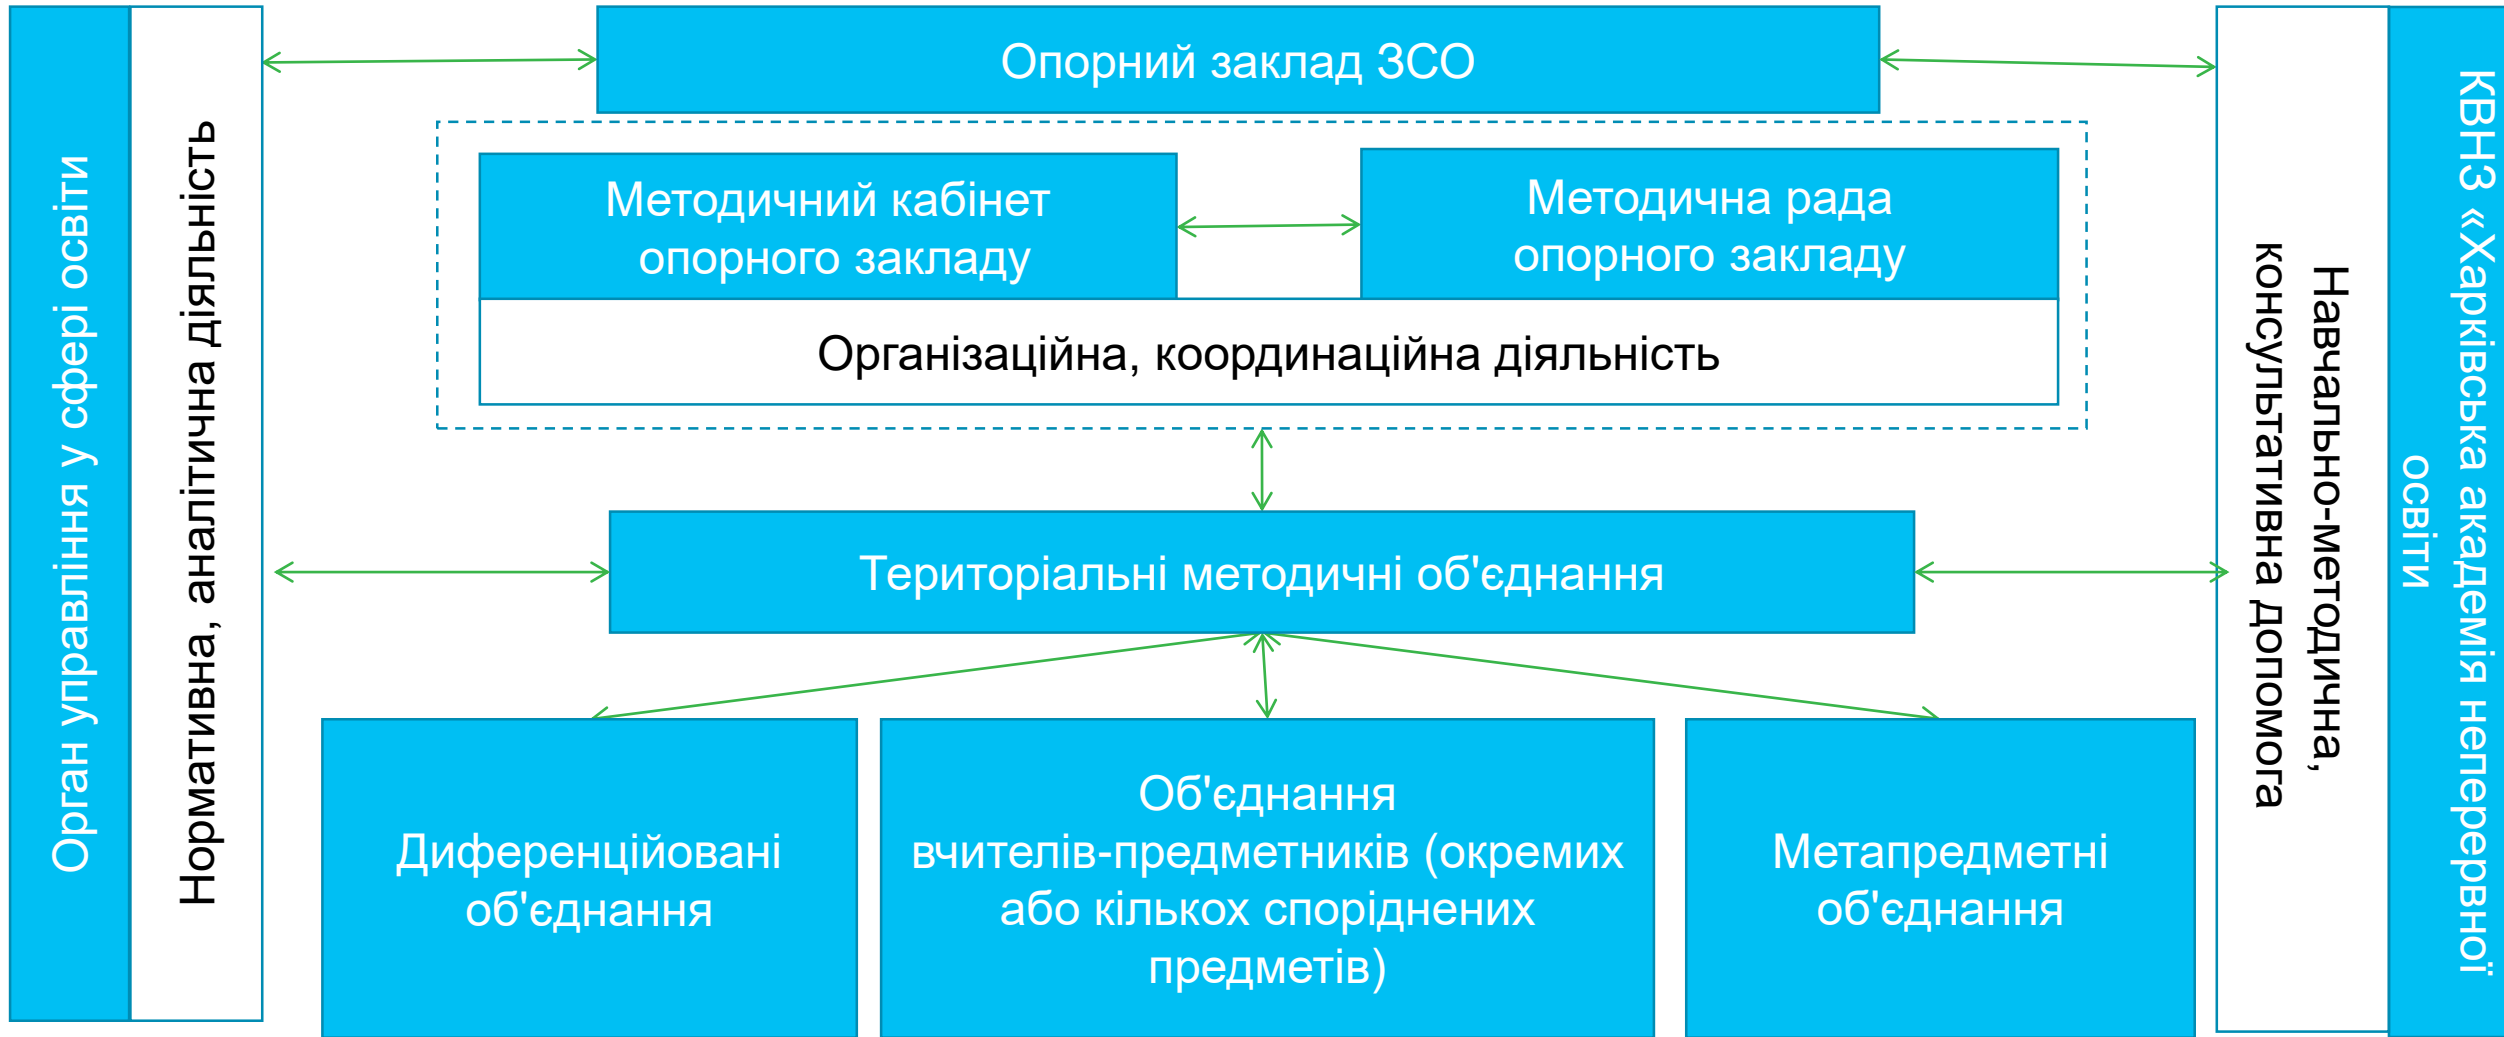 Орган управління у сфері освіти
Нормативна, аналітична діяльність
Опорний заклад ЗСО
Методичний кабінет
опорного закладу
Методична рада
опорного закладу
Організаційна, координаційна діяльність
Територіальні методичні об'єднання
Диференційовані
об'єднання
Об'єднання
вчителів-предметників (окремих
або кількох споріднених
предметів)
Метапредметні
об'єднання
Навчально-методична,
консультативна допомога
КВНЗ «Харківська академія неперервної
освіти